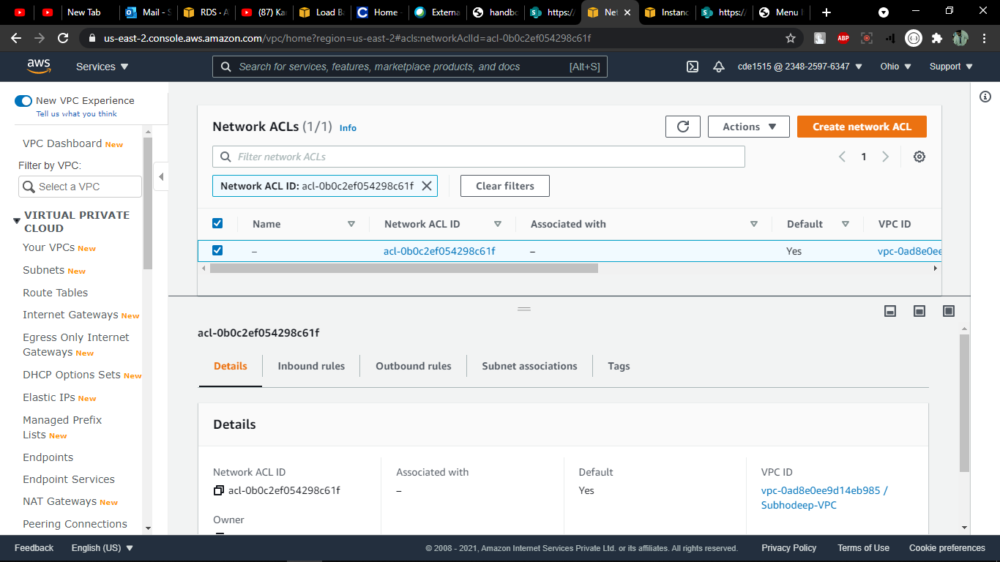 New Tab
Mail - S
RDS · A
(87) Ka
Load B
Home -
Externa
handbo
https:/
Net
Instanc
https:/
Menu
us-east-2.console.aws.amazon.com/vpc/home?region=us-east-2#acls:networkAclId=acl-0b0c2ef054298c61f
ABP
aws
Services
Search for services, features, marketplace products, and docs
[Alt+S]
cde1515 @ 2348-2597-6347
Ohio
Support
New VPC Experience
Tell us what you think
VPC Dashboard New
Filter by VPC:
Select a VPC
VIRTUAL PRIVATE
CLOUD
Your VPCs New
Subnets New
Route Tables
Internet Gateways New
Egress Only Internet
Gateways New
DHCP Options Sets New
Elastic IPs New
Managed Prefix
Lists New
Endpoints
Endpoint Services
NAT Gateways New
Peering Connections
Network ACLs (1/1) Info
Actions
Create network ACL
Filter network ACLs
1
Network ACL ID: acl-0b0c2ef054298c61f
Clear filters
Name
Network ACL ID
Associated with
Default
VPC ID
–
acl-0b0c2ef054298c61f
–
Yes
vpc-0ad8e0ee
acl-0b0c2ef054298c61f
Details
Inbound rules
Outbound rules
Subnet associations
Tags
Details
Network ACL ID
acl-0b0c2ef054298c61f
Associated with
–
Default
Yes
VPC ID
vpc-0ad8e0ee9d14eb985 /
Subhodeep-VPC
Owner
Feedback
English (US)
© 2008 - 2021, Amazon Internet Services Private Ltd. or its affiliates. All rights reserved.
Privacy Policy
Terms of Use
Cookie preferences